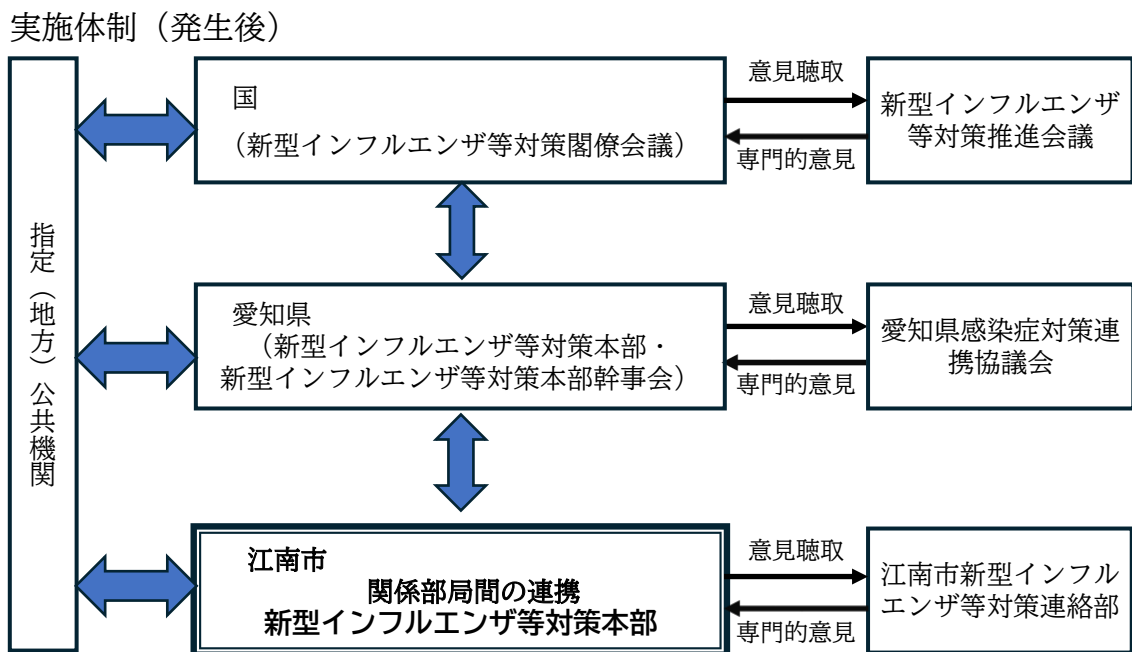 実施体制（発生後）
指定（地方）公共機関
国
（新型インフルエンザ等対策閣僚会議）
意見聴取
専門的意見
新型インフルエンザ
等対策推進会議
愛知県
（新型インフルエンザ等対策本部・
新型インフルエンザ等対策本部幹事会）
意見聴取
専門的意見
愛知県感染症対策連
携協議会
江南市
関係部局間の連携
新型インフルエンザ等対策本部
意見聴取
専門的意見
江南市新型インフル
エンザ等対策連絡部